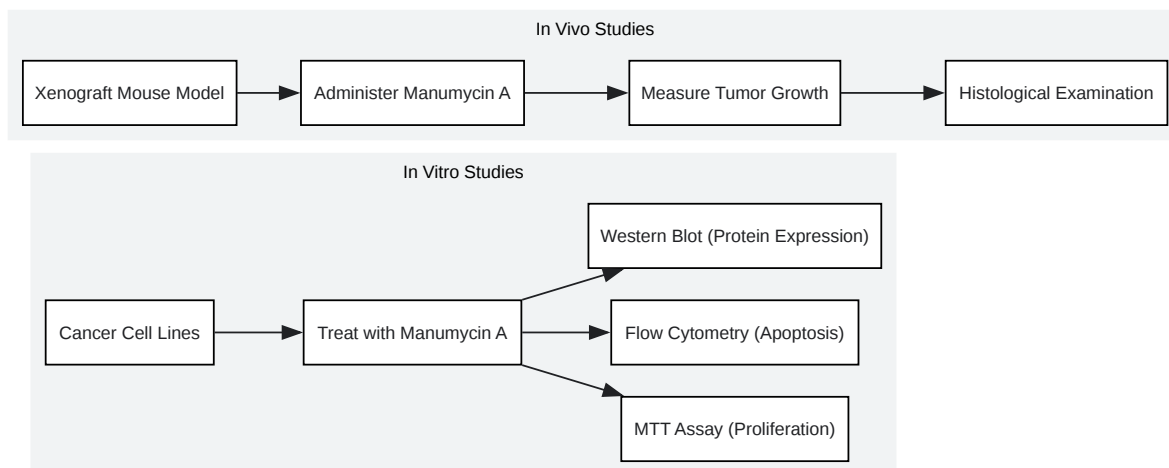 In Vivo Studies
Xenograft Mouse Model
Administer Manumycin A
Measure Tumor Growth
Histological Examination
In Vitro Studies
Western Blot (Protein Expression)
Cancer Cell Lines
Treat with Manumycin A
Flow Cytometry (Apoptosis)
MTT Assay (Proliferation)